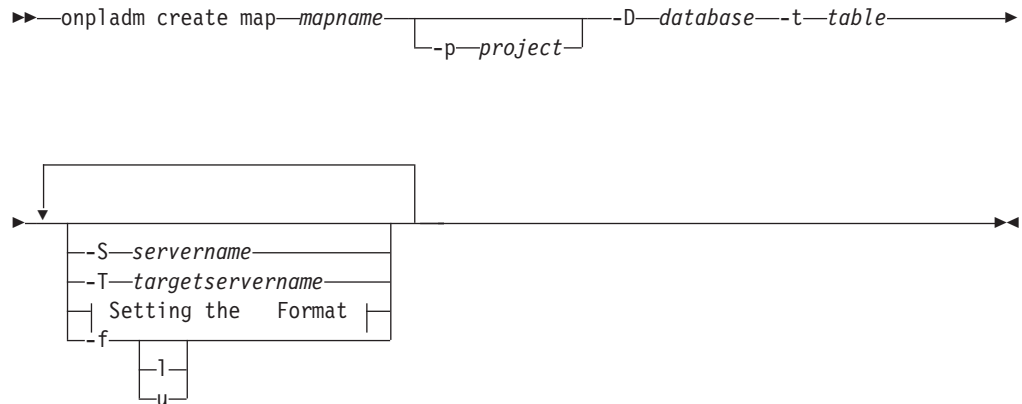 onpladm create map mapname -D database -t table
-p project
-S servername
-T targetservername
Setting the Format
-f
l
u